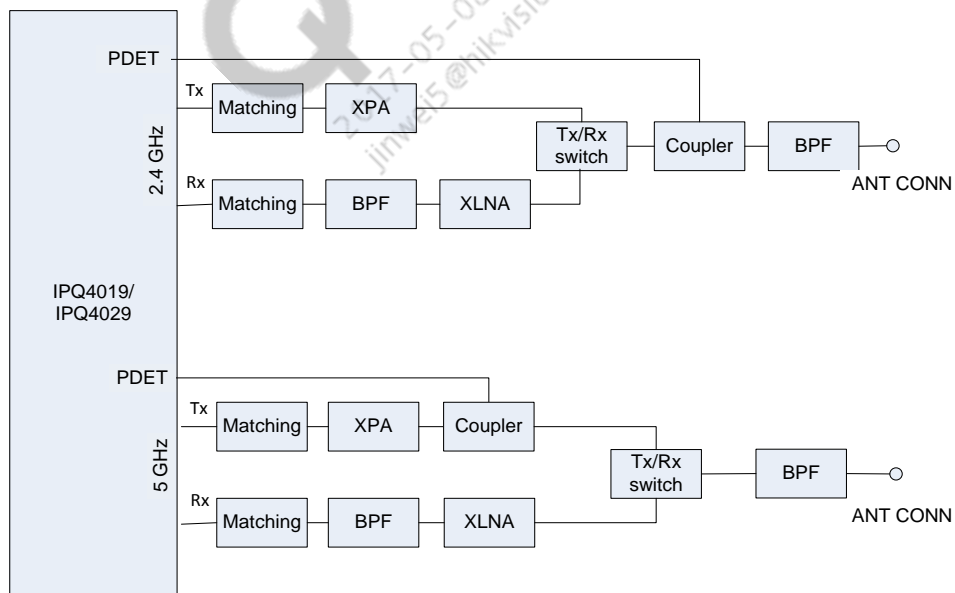 PDET
Tx
Matching
XPA
Tx/Rx
switch
Coupler
BPF
ANT CONN
2.4 GHz
Rx
Matching
BPF
XLNA
IPQ4019/
IPQ4029
PDET
Tx
Matching
XPA
Coupler
Tx/Rx
switch
BPF
ANT CONN
5 GHz
Rx
Matching
BPF
XLNA